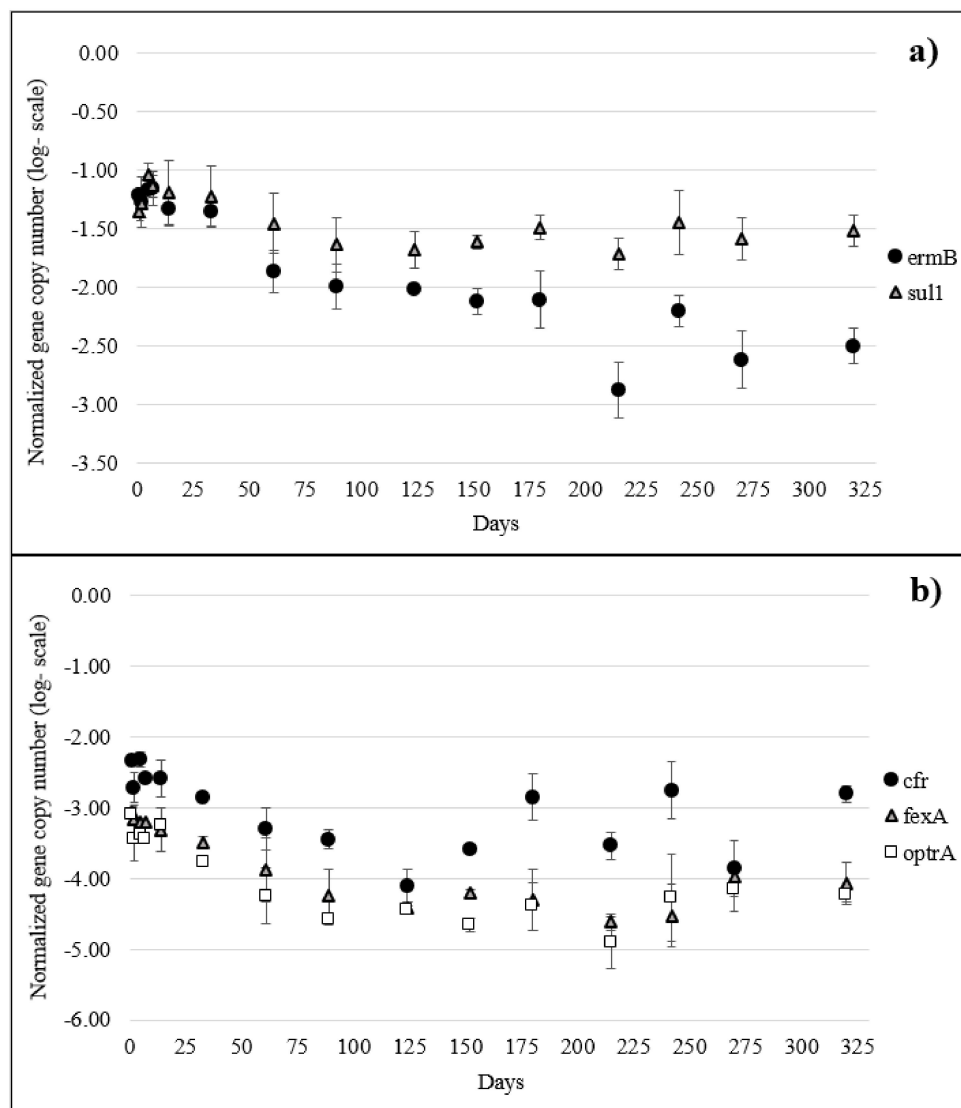 a)
Normalized gene copy number (log- scale)
0.00
-0.50
-1.00
-1.50
-2.00
-2.50
-3.00
-3.50
0 25 50 75 100 125 150 175 200 225 250 275 300 325
Days
ermB
sul1
b)
Normalized gene copy number (log- scale)
0.00
-1.00
-2.00
-3.00
-4.00
-5.00
-6.00
0 25 50 75 100 125 150 175 200 225 250 275 300 325
Days
cfr
fexA
optrA